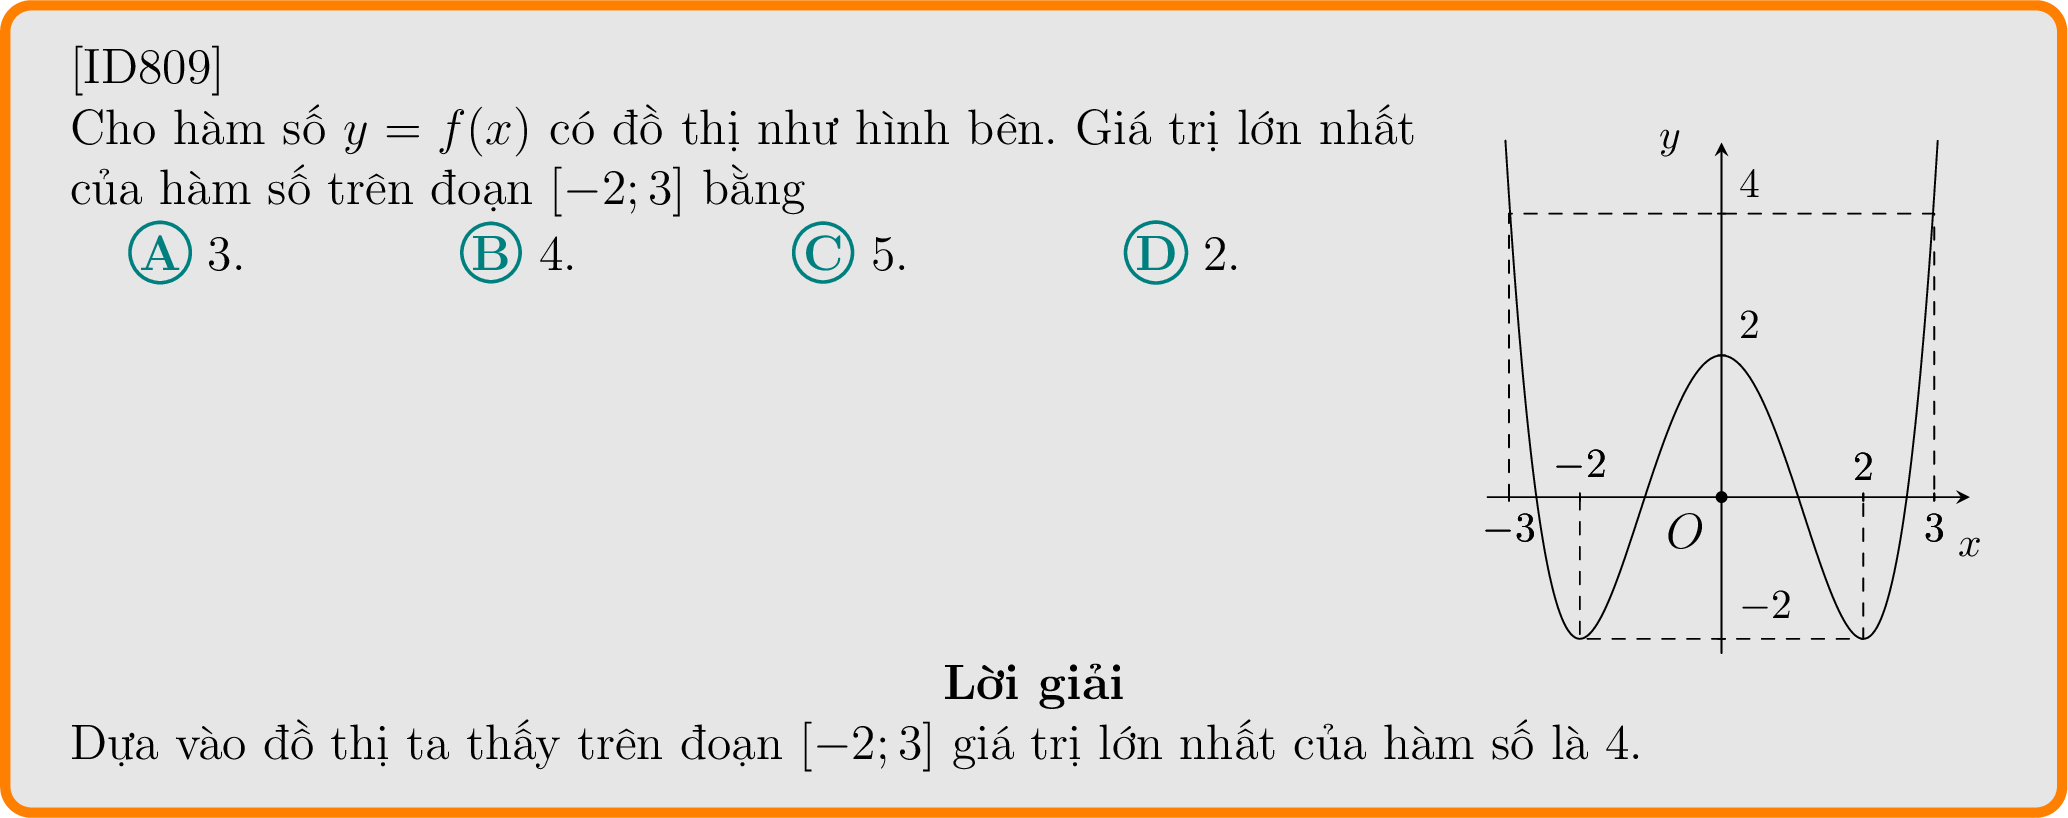 [ID809]
Cho hàm số y = f(x) có đồ thị như hình bên. Giá trị lớn nhất
của hàm số trên đoạn [−2; 3] bằng
A 3. B 4. C 5. D 2.
y
4
2
−2 2
−3 O 3 x
−2
Lời giải
Dựa vào đồ thị ta thấy trên đoạn [−2; 3] giá trị lớn nhất của hàm số là 4.